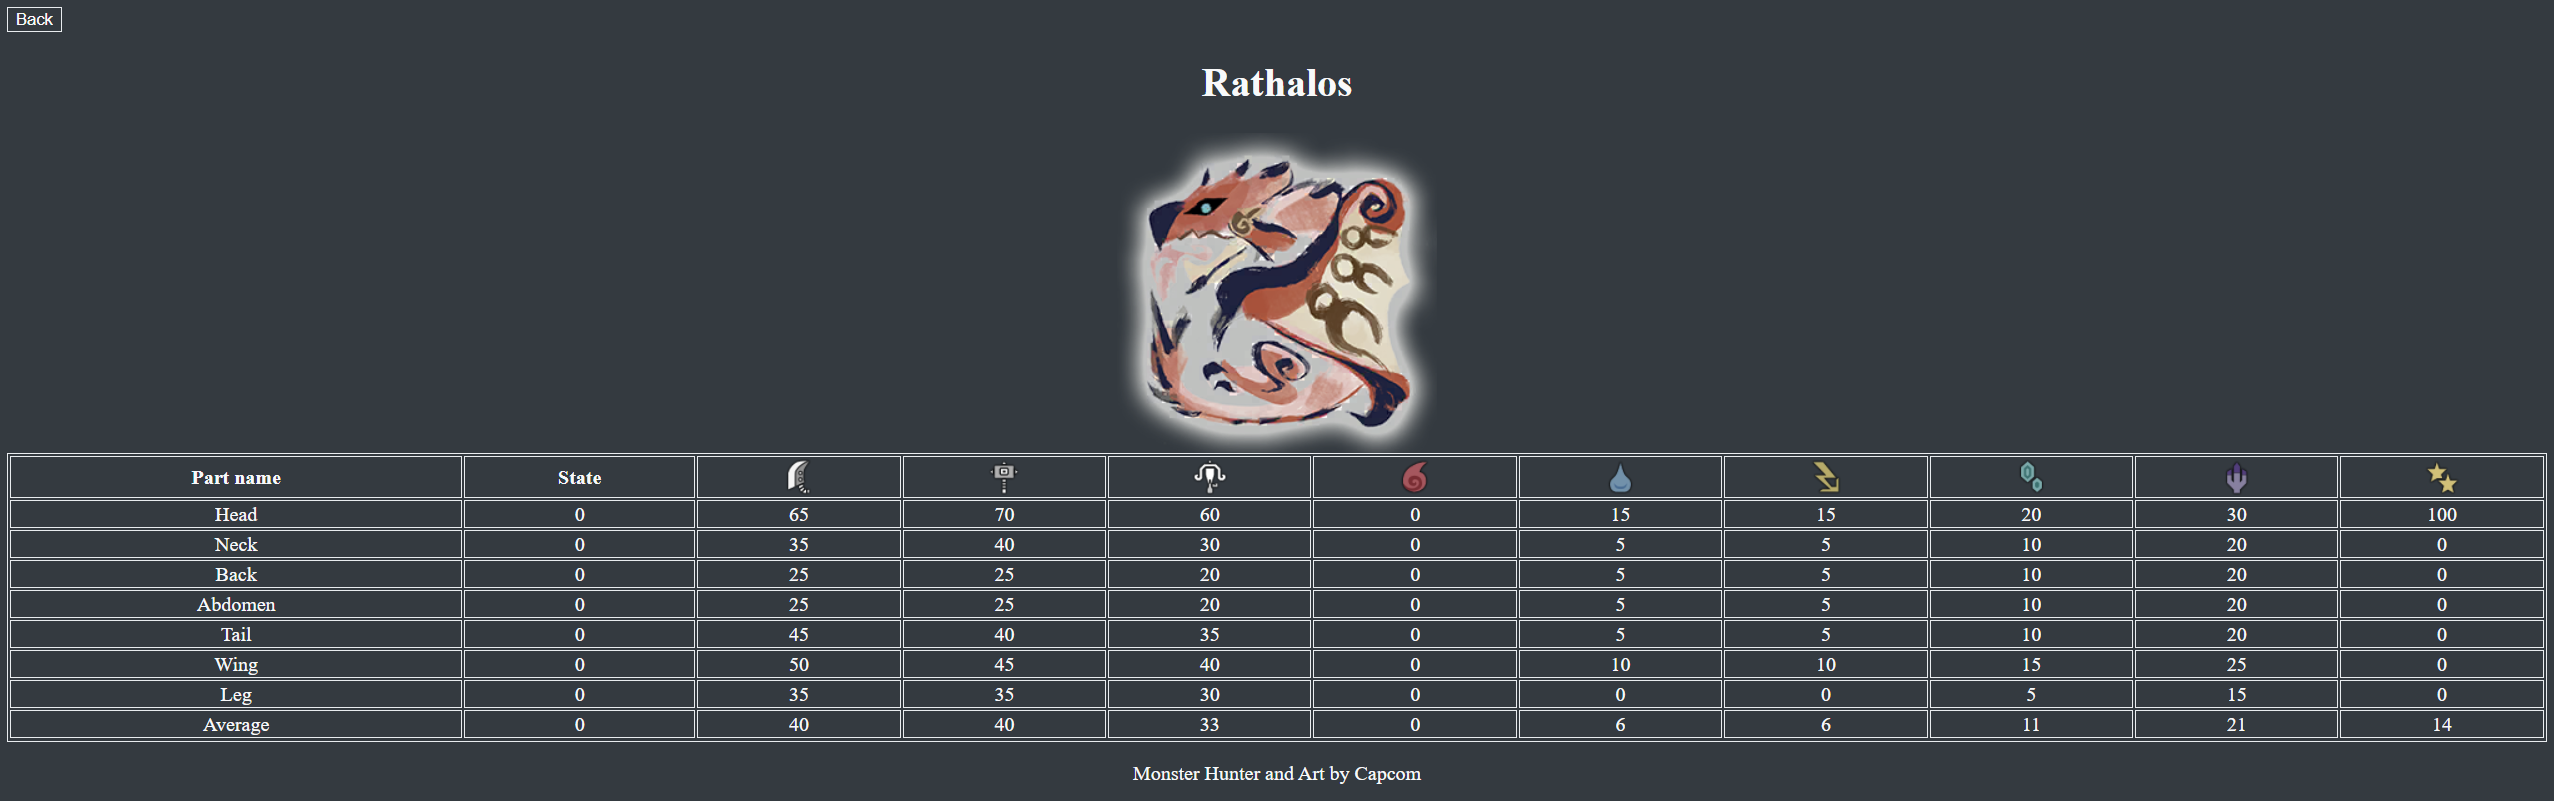 Back
Rathalos
Part name State
Head 0 65 70 60 0 15 15 20 30 100
Neck 0 35 40 30 0 5 5 10 20 0
Back 0 25 25 20 0 5 5 10 20 0
Abdomen 0 25 25 20 0 5 5 10 20 0
Tail 0 45 40 35 0 5 5 10 20 0
Wing 0 50 45 40 0 10 10 15 25 0
Leg 0 35 35 30 0 0 0 5 15 0
Average 0 40 40 33 0 6 6 11 21 14
Monster Hunter and Art by Capcom